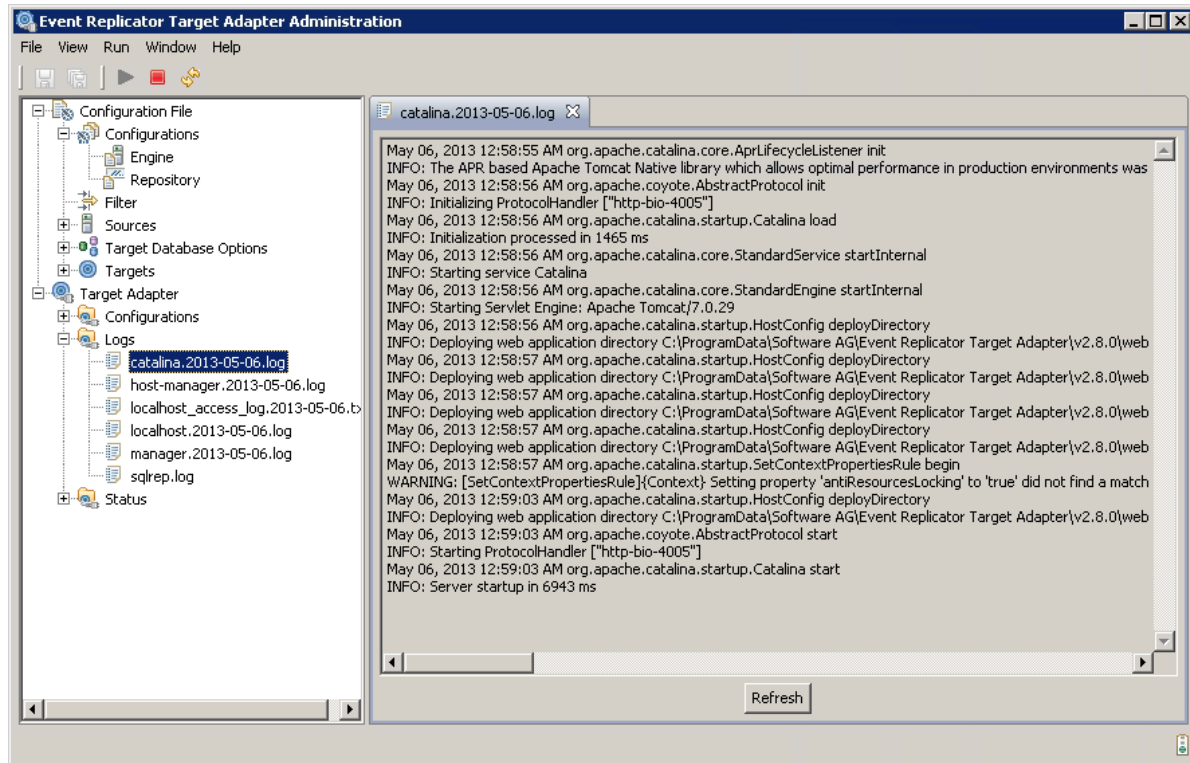 Event Replicator Target Adapter Administration
File View Run Window Help
Configuration File
Configurations
Engine
Repository
Filter
Sources
Target Database Options
Targets
Target Adapter
Configurations
Logs
catalina.2013-05-06.log
host-manager.2013-05-06.log
localhost_access_log.2013-05-06.t
localhost.2013-05-06.log
manager.2013-05-06.log
sqlrep.log
Status
catalina.2013-05-06.log
May 06, 2013 12:58:55 AM org.apache.catalina.core.AprLifecycleListener init
INFO: The APR based Apache Tomcat Native library which allows optimal performance in production environments was
May 06, 2013 12:58:56 AM org.apache.coyote.AbstractProtocol init
INFO: Initializing ProtocolHandler ["http-bio-4005"]
May 06, 2013 12:58:56 AM org.apache.catalina.startup.Catalina load
INFO: Initialization processed in 1465 ms
May 06, 2013 12:58:56 AM org.apache.catalina.core.StandardService startInternal
INFO: Starting service Catalina
May 06, 2013 12:58:56 AM org.apache.catalina.core.StandardEngine startInternal
INFO: Starting Servlet Engine: Apache Tomcat/7.0.29
May 06, 2013 12:58:56 AM org.apache.catalina.startup.HostConfig deployDirectory
INFO: Deploying web application directory C:\ProgramData\Software AG\Event Replicator Target Adapter\v2.8.0\web
May 06, 2013 12:58:57 AM org.apache.catalina.startup.HostConfig deployDirectory
INFO: Deploying web application directory C:\ProgramData\Software AG\Event Replicator Target Adapter\v2.8.0\web
May 06, 2013 12:58:57 AM org.apache.catalina.startup.HostConfig deployDirectory
INFO: Deploying web application directory C:\ProgramData\Software AG\Event Replicator Target Adapter\v2.8.0\web
May 06, 2013 12:58:57 AM org.apache.catalina.startup.HostConfig deployDirectory
INFO: Deploying web application directory C:\ProgramData\Software AG\Event Replicator Target Adapter\v2.8.0\web
May 06, 2013 12:58:57 AM org.apache.catalina.startup.SetContextPropertiesRule begin
WARNING: [SetContextPropertiesRule]{Context} Setting property 'antiResourcesLocking' to 'true' did not find a match
May 06, 2013 12:59:03 AM org.apache.catalina.startup.HostConfig deployDirectory
INFO: Deploying web application directory C:\ProgramData\Software AG\Event Replicator Target Adapter\v2.8.0\web
May 06, 2013 12:59:03 AM org.apache.coyote.AbstractProtocol start
INFO: Starting ProtocolHandler ["http-bio-4005"]
May 06, 2013 12:59:03 AM org.apache.catalina.startup.Catalina start
INFO: Server startup in 6943 ms
Refresh